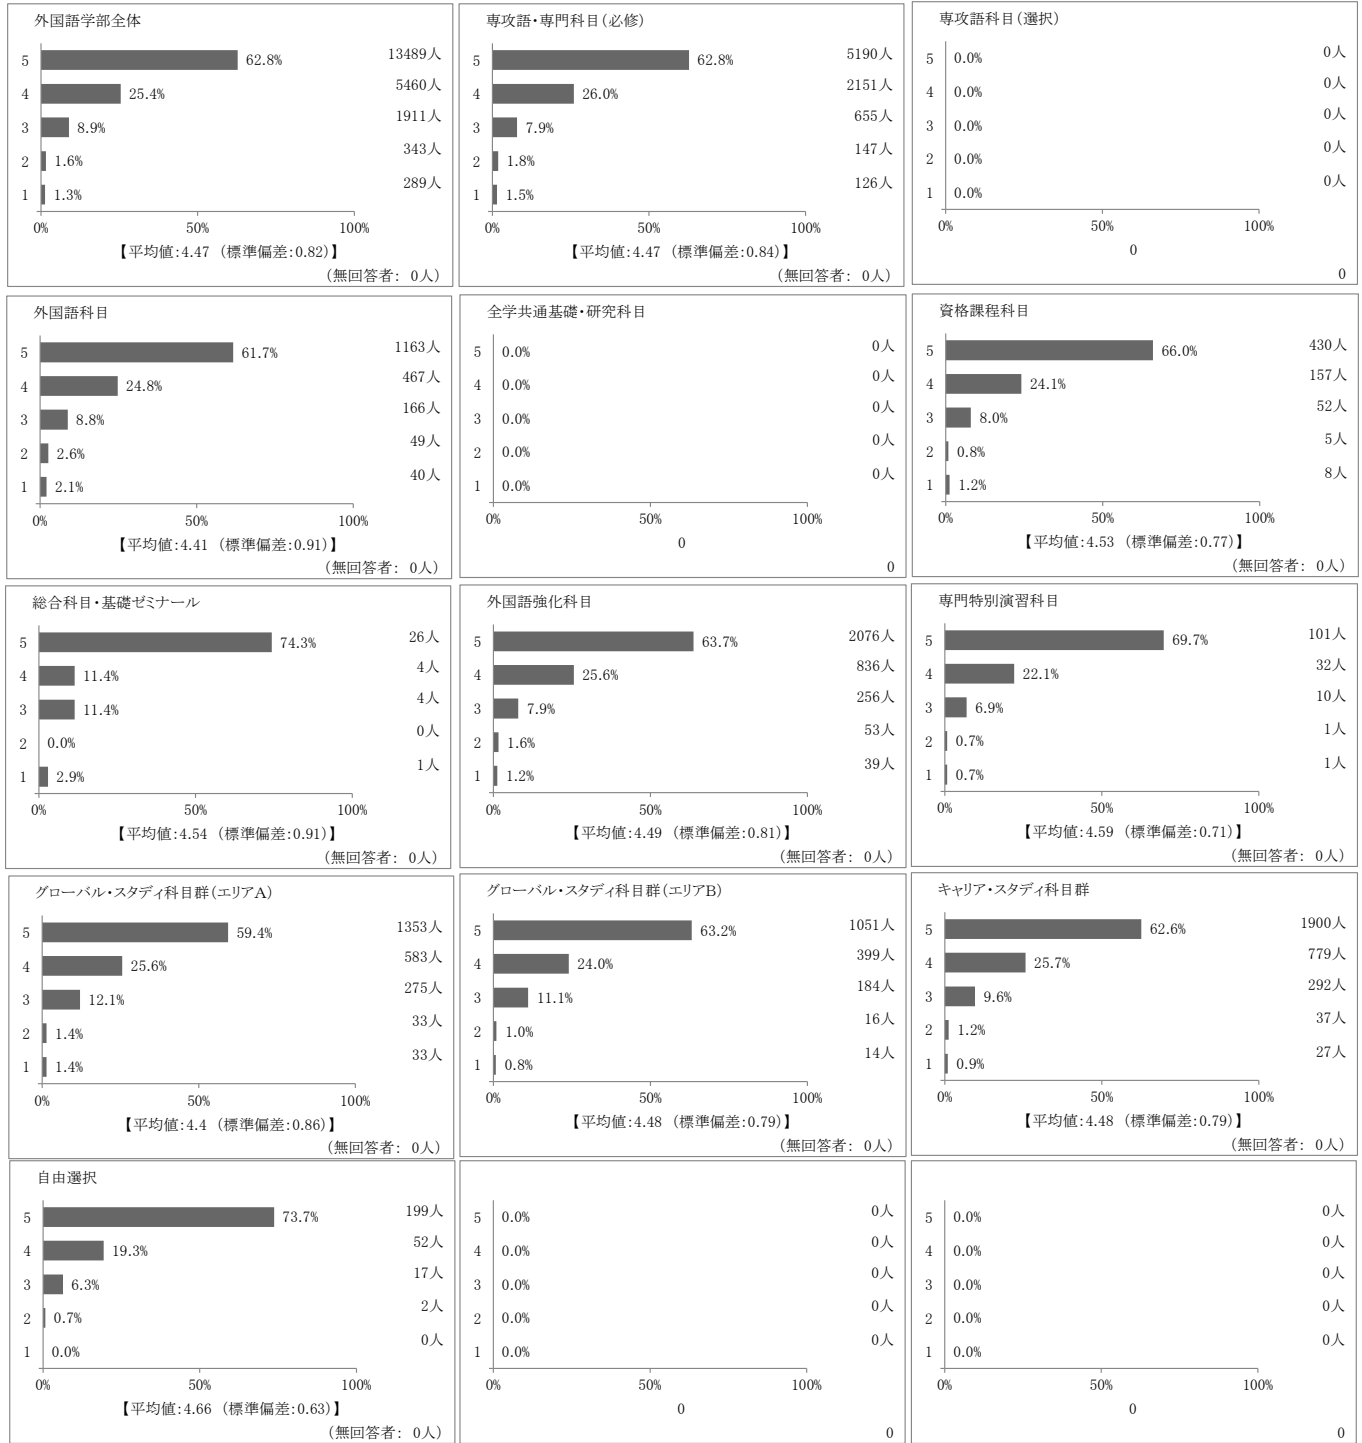 外国語学部全体
5 62.8% 13489人
4 25.4% 5460人
3 8.9% 1911人
2 1.6% 343人
1 1.3% 289人
0% 50% 100%
【平均値:4.47 (標準偏差:0.82)】
(無回答者: 0人)
専攻語・専門科目(必修)
5 62.8% 5190人
4 26.0% 2151人
3 7.9% 655人
2 1.8% 147人
1 1.5% 126人
0% 50% 100%
【平均値:4.47 (標準偏差:0.84)】
(無回答者: 0人)
専攻語科目(選択)
5 0.0% 0人
4 0.0% 0人
3 0.0% 0人
2 0.0% 0人
1 0.0% 0人
0% 50% 100%
0
0
外国語科目
5 61.7% 1163人
4 24.8% 467人
3 8.8% 166人
2 2.6% 49人
1 2.1% 40人
0% 50% 100%
【平均値:4.41 (標準偏差:0.91)】
(無回答者: 0人)
全学共通基礎・研究科目
5 0.0% 0人
4 0.0% 0人
3 0.0% 0人
2 0.0% 0人
1 0.0% 0人
0% 50% 100%
0
0
資格課程科目
5 66.0% 430人
4 24.1% 157人
3 8.0% 52人
2 0.8% 5人
1 1.2% 8人
0% 50% 100%
【平均値:4.53 (標準偏差:0.77)】
(無回答者: 0人)
総合科目・基礎ゼミナール
5 74.3% 26人
4 11.4% 4人
3 11.4% 4人
2 0.0% 0人
1 2.9% 1人
0% 50% 100%
【平均値:4.54 (標準偏差:0.91)】
(無回答者: 0人)
外国語強化科目
5 63.7% 2076人
4 25.6% 836人
3 7.9% 256人
2 1.6% 53人
1 1.2% 39人
0% 50% 100%
【平均値:4.49 (標準偏差:0.81)】
(無回答者: 0人)
専門特別演習科目
5 69.7% 101人
4 22.1% 32人
3 6.9% 10人
2 0.7% 1人
1 0.7% 1人
0% 50% 100%
【平均値:4.59 (標準偏差:0.71)】
(無回答者: 0人)
グローバル・スタディ科目群(エリアA)
5 59.4% 1353人
4 25.6% 583人
3 12.1% 275人
2 1.4% 33人
1 1.4% 33人
0% 50% 100%
【平均値:4.4 (標準偏差:0.86)】
(無回答者: 0人)
グローバル・スタディ科目群(エリアB)
5 63.2% 1051人
4 24.0% 399人
3 11.1% 184人
2 1.0% 16人
1 0.8% 14人
0% 50% 100%
【平均値:4.48 (標準偏差:0.79)】
(無回答者: 0人)
キャリア・スタディ科目群
5 62.6% 1900人
4 25.7% 779人
3 9.6% 292人
2 1.2% 37人
1 0.9% 27人
0% 50% 100%
【平均値:4.48 (標準偏差:0.79)】
(無回答者: 0人)
自由選択
5 73.7% 199人
4 19.3% 52人
3 6.3% 17人
2 0.7% 2人
1 0.0% 0人
0% 50% 100%
【平均値:4.66 (標準偏差:0.63)】
(無回答者: 0人)
5 0.0% 0人
4 0.0% 0人
3 0.0% 0人
2 0.0% 0人
1 0.0% 0人
0% 50% 100%
0
0
5 0.0% 0人
4 0.0% 0人
3 0.0% 0人
2 0.0% 0人
1 0.0% 0人
0% 50% 100%
0
0